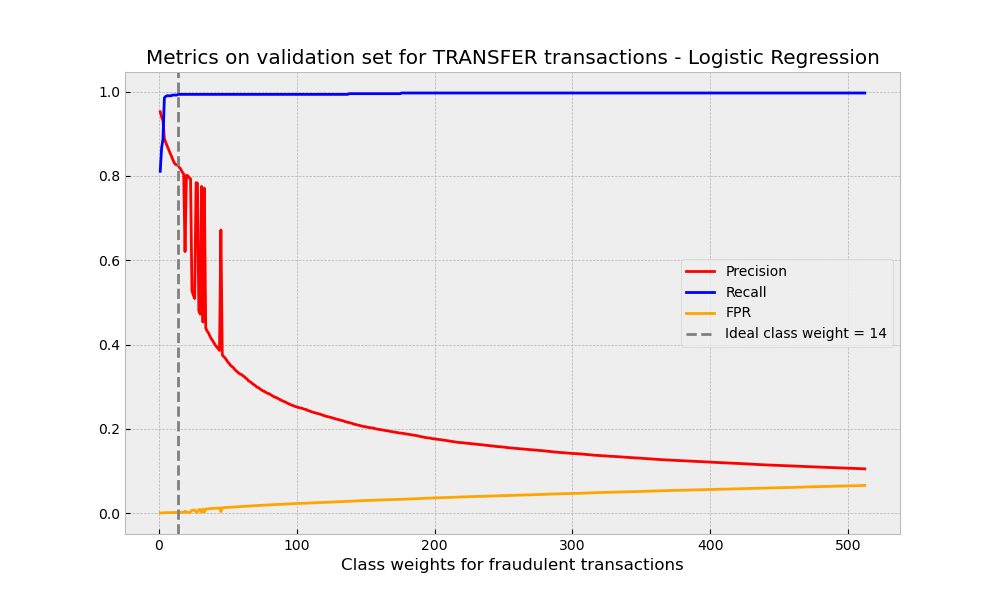 Metrics on validation set for TRANSFER transactions - Logistic Regression
1.0
0.8
0.6
0.4
0.2
0.0
Precision
Recall
FPR
Ideal class weight = 14
0 100 200 300 400 500
Class weights for fraudulent transactions